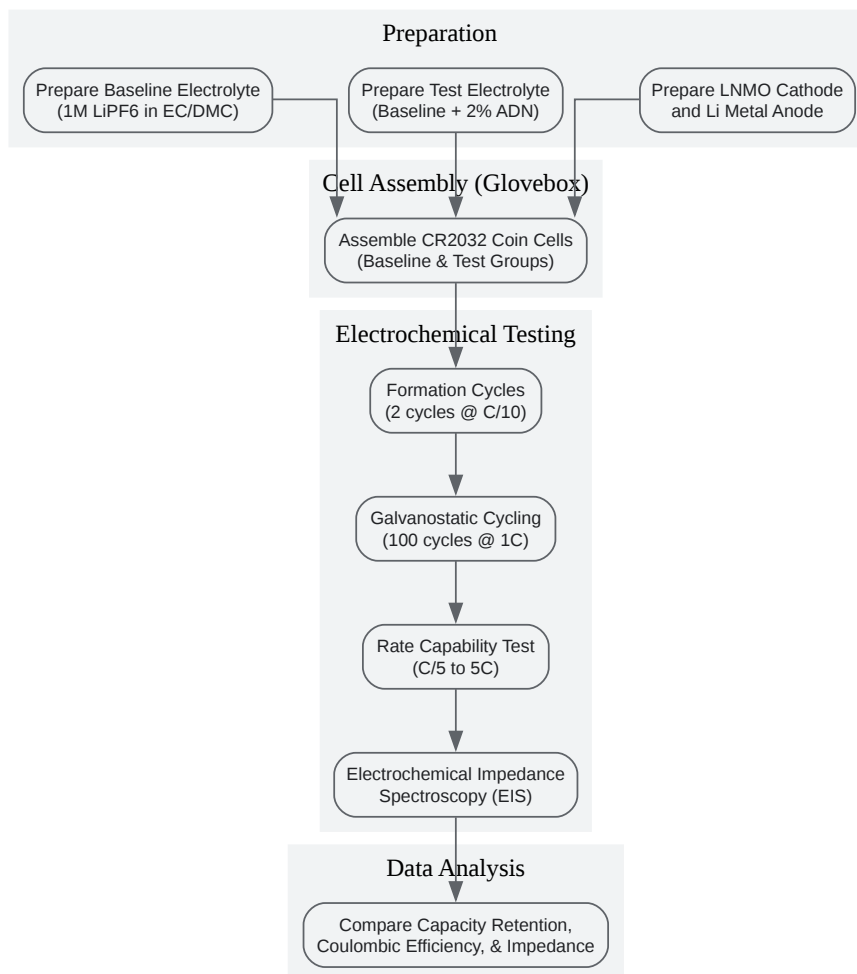 Preparation
Prepare Baseline Electrolyte
(1M LiPF6 in EC/DMC)
Prepare Test Electrolyte
(Baseline + 2% ADN)
Prepare LNMO Cathode
and Li Metal Anode
Cell Assembly (Glovebox)
Assemble CR2032 Coin Cells
(Baseline & Test Groups)
Electrochemical Testing
Formation Cycles
(2 cycles @ C/10)
Galvanostatic Cycling
(100 cycles @ 1C)
Rate Capability Test
(C/5 to 5C)
Electrochemical Impedance
Spectroscopy (EIS)
Data Analysis
Compare Capacity Retention,
Coulombic Efficiency, & Impedance